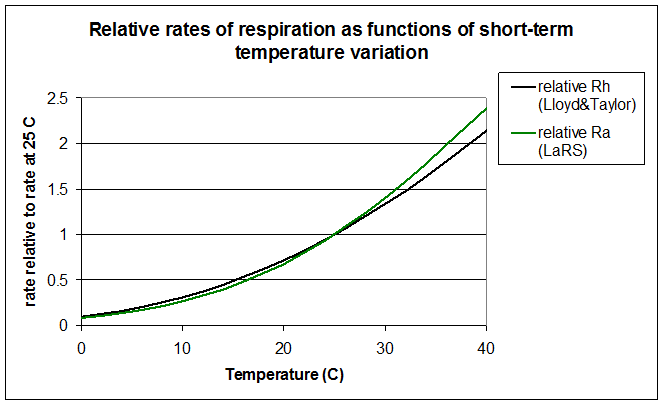 Relative rates of respiration as functions of short-term
temperature variation
rate relative to rate at 25 C
2.5
2
1.5
1
0.5
0
0
10
20
30
40
Temperature (C)
relative Rh
(Lloyd&Taylor)
relative Ra
(LaRS)